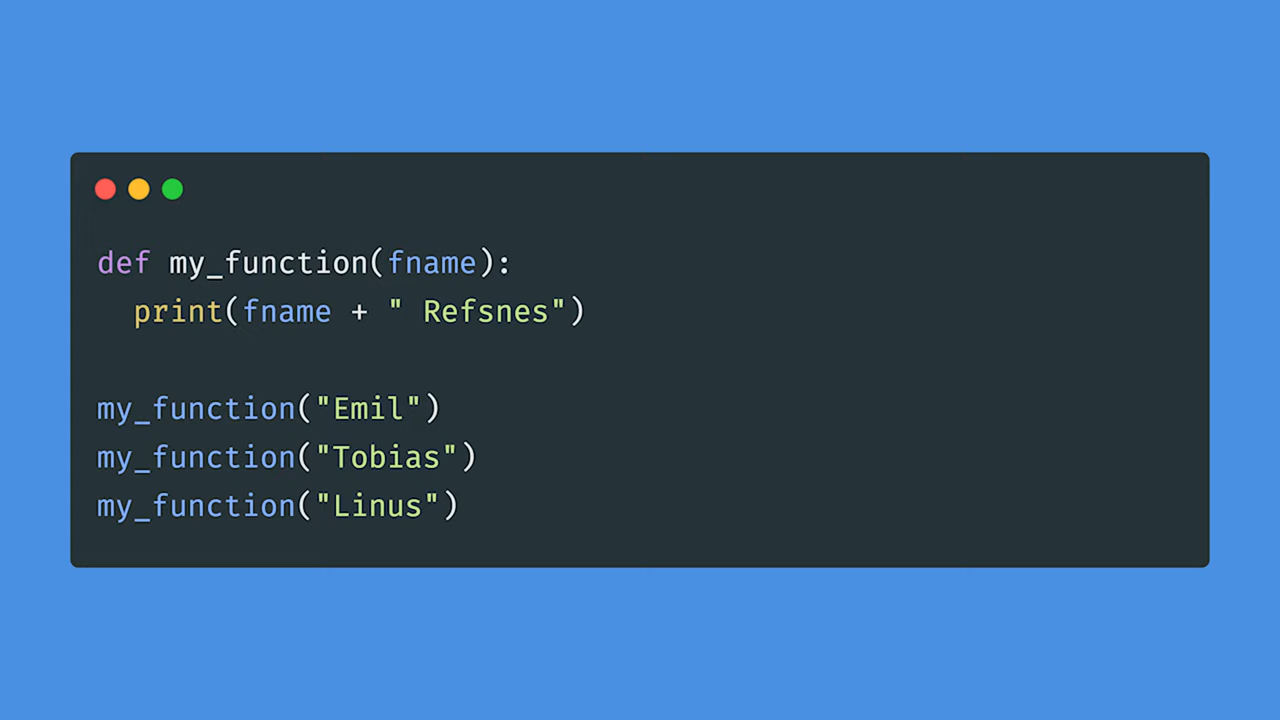 def my_function(fname):
  print(fname + " Refsnes")

my_function("Emil")
my_function("Tobias")
my_function("Linus")